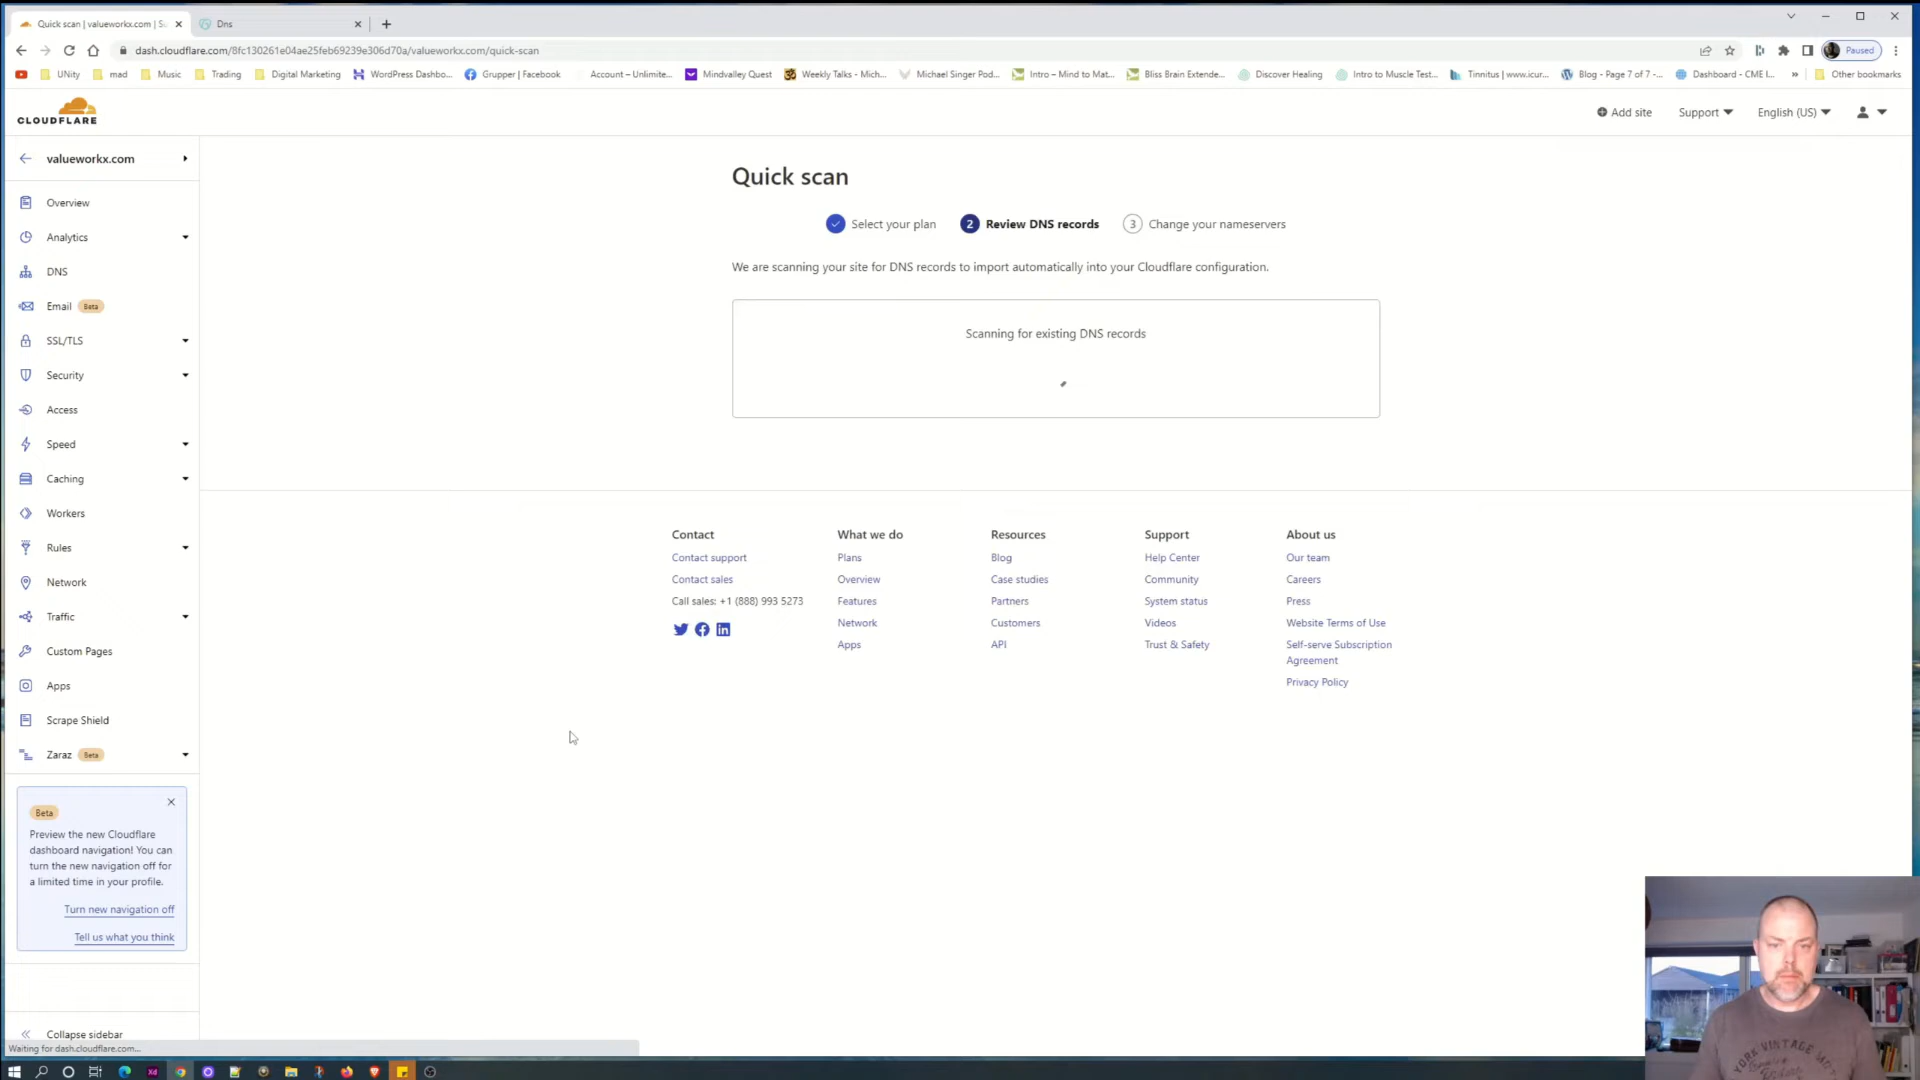 Quick scan | valueworkx.com | S
Dns
dash.cloudflare.com/8fc130261e04ae25feb69239e306d70a/valueworkx.com/quick-scan
Paused
UNity
mad
Music
Trading
Digital Marketing
WordPress Dashbo...
Grupper | Facebook
Account – Unlimite...
Mindvalley Quest
Weekly Talks - Mich...
Michael Singer Pod...
Intro – Mind to Mat...
Bliss Brain Extende...
Discover Healing
Intro to Muscle Test...
Tinnitus | www.icur...
Blog - Page 7 of 7 -...
Dashboard - CME I...
»
Other bookmarks
CLOUDFLARE
Add site
Support
English (US)
valueworkx.com
Overview
Analytics
DNS
Email Beta
SSL/TLS
Security
Access
Speed
Caching
Workers
Rules
Network
Traffic
Custom Pages
Apps
Scrape Shield
Zaraz Beta
Beta
Preview the new Cloudflare
dashboard navigation! You can
turn the new navigation off for
a limited time in your profile.
Turn new navigation off
Tell us what you think
Collapse sidebar
Waiting for dash.cloudflare.com...
Quick scan
Select your plan
2 Review DNS records
3 Change your nameservers
We are scanning your site for DNS records to import automatically into your Cloudflare configuration.
Scanning for existing DNS records
Contact
Contact support
Contact sales
Call sales: +1 (888) 993 5273
What we do
Plans
Overview
Features
Network
Apps
Resources
Blog
Case studies
Partners
Customers
API
Support
Help Center
Community
System status
Videos
Trust & Safety
About us
Our team
Careers
Press
Website Terms of Use
Self-serve Subscription
Agreement
Privacy Policy
Xd
YORK VINTAGE